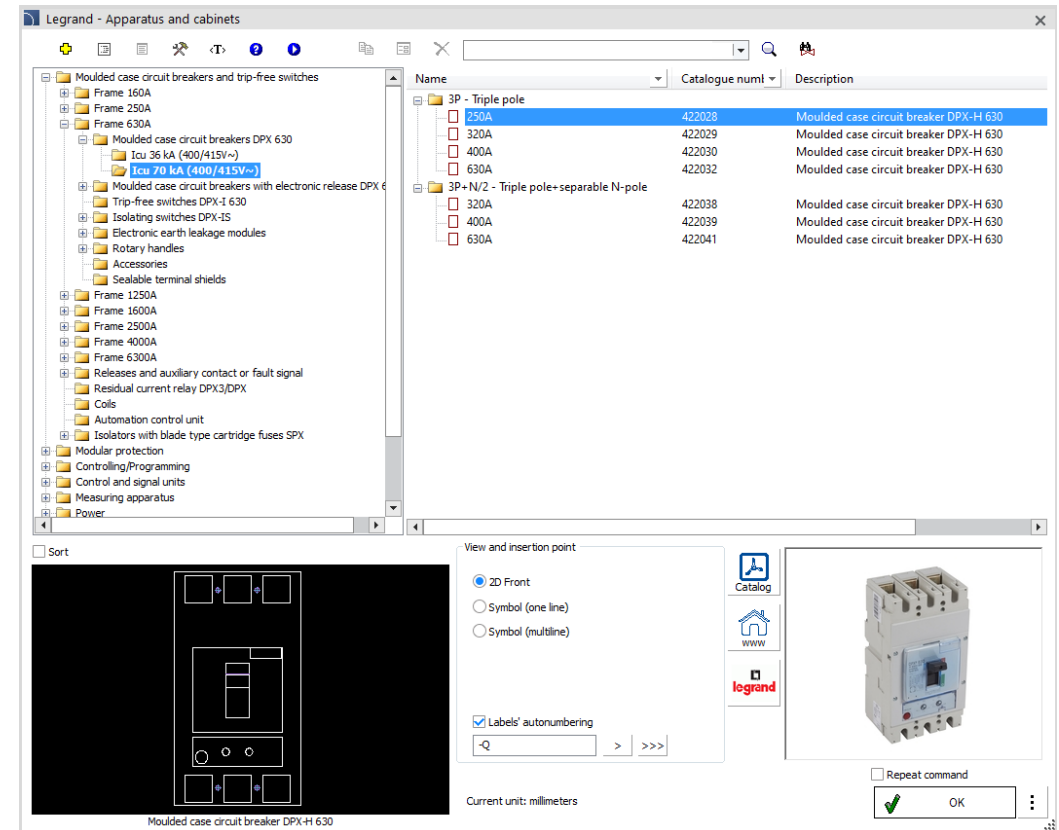 Legrand - Apparatus and cabinets
<T>
Moulded case circuit breakers and trip-free switches
Frame 160A
Frame 250A
Frame 630A
Moulded case circuit breakers DPX 630
Icu 36 kA (400/415V~)
Icu 70 kA (400/415V~)
Moulded case circuit breakers with electronic release DPX 6
Trip-free switches DPX-I 630
Isolating switches DPX-IS
Electronic earth leakage modules
Rotary handles
Accessories
Sealable terminal shields
Frame 1250A
Frame 1600A
Frame 2500A
Frame 4000A
Frame 6300A
Releases and auxiliary contact or fault signal
Residual current relay DPX3/DPX
Coils
Automation control unit
Isolators with blade type cartridge fuses SPX
Modular protection
Controlling/Programming
Control and signal units
Measuring apparatus
Power
Name Catalogue numl Description
3P - Triple pole
250A 422028 Moulded case circuit breaker DPX-H 630
320A 422029 Moulded case circuit breaker DPX-H 630
400A 422030 Moulded case circuit breaker DPX-H 630
630A 422032 Moulded case circuit breaker DPX-H 630
3P+N/2 - Triple pole+separable N-pole
320A 422038 Moulded case circuit breaker DPX-H 630
400A 422039 Moulded case circuit breaker DPX-H 630
630A 422041 Moulded case circuit breaker DPX-H 630
Sort
Moulded case circuit breaker DPX-H 630
View and insertion point
2D Front
Symbol (one line)
Symbol (multiline)
Labels' autonumbering
-Q > >>>
Current unit: millimeters
Catalog
www
legrand
Repeat command
OK